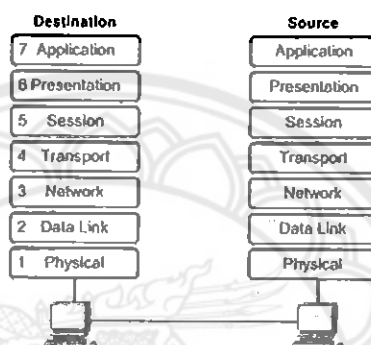 Destination
7 Application
6 Presentation
5 Session
4 Transport
3 Network
2 Data Link
1 Physical
Source
Application
Presentation
Session
Transport
Network
Data Link
Physical